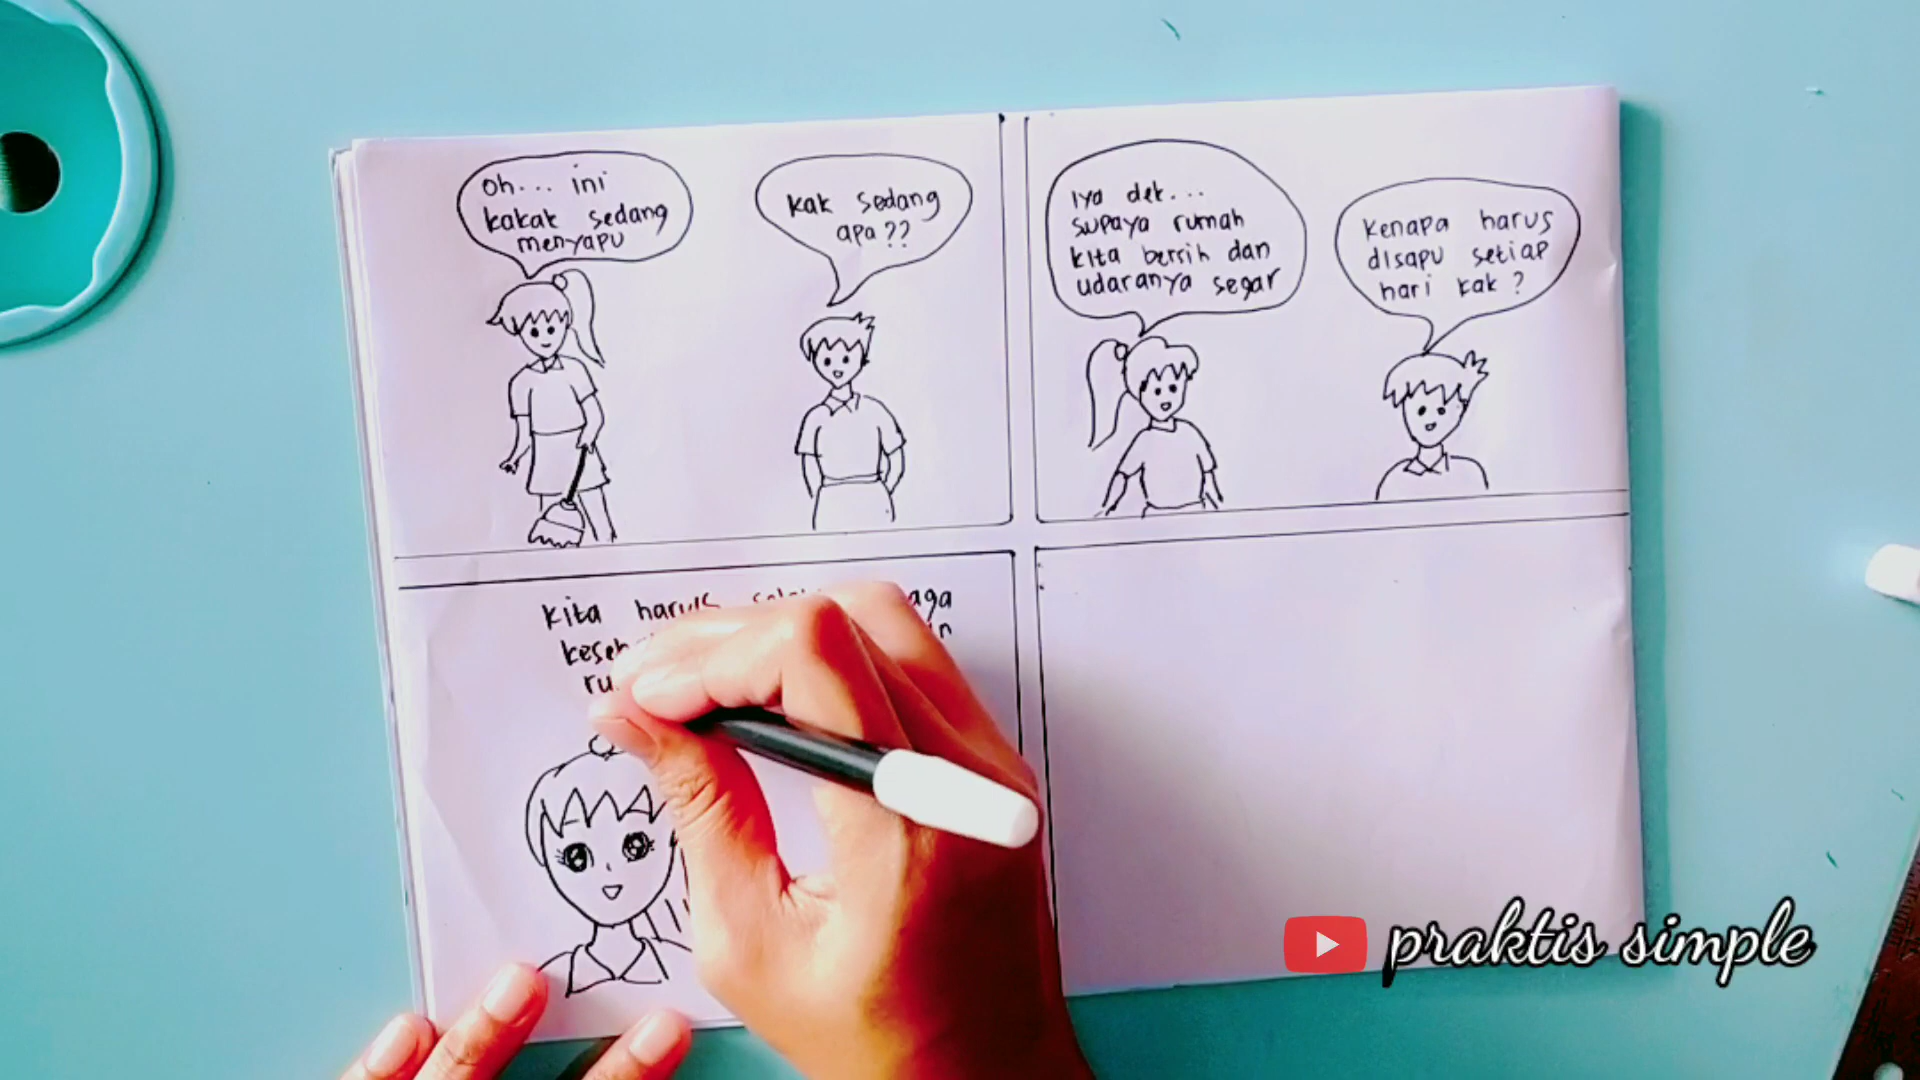 Oh... ini
kakak sedang
menyapu
Kak sedang
apa??
Iya dek...
supaya rumah
kita bersih dan
udaranya segar
Kenapa harus
disapu setiap
hari kak?
Kita harus
praktis simple